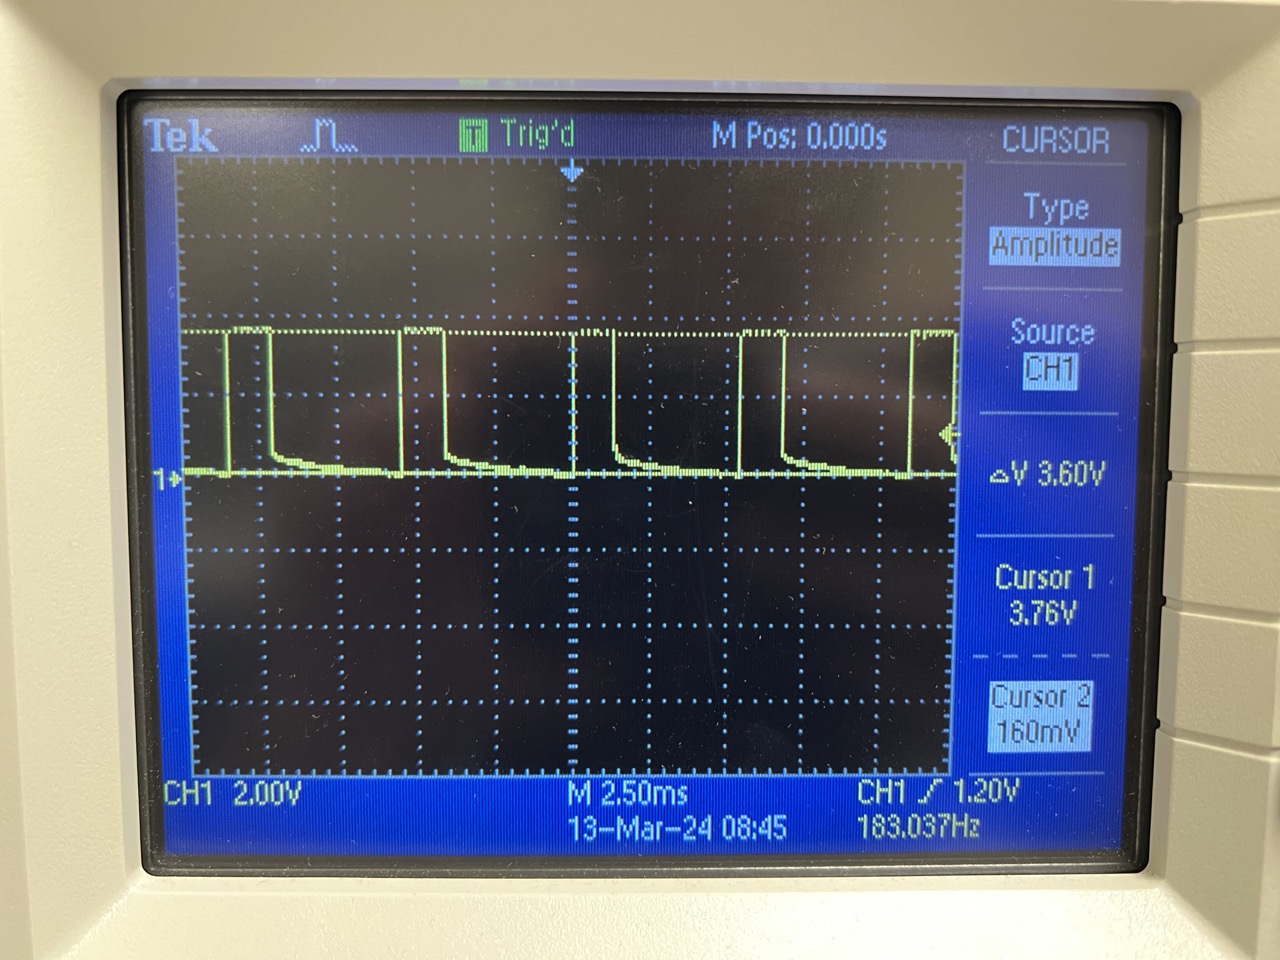 Tek
T Trig'd
M Pos: 0.000s
CURSOR
Type
Amplitude
Source
CH1
△V 3.60V
Cursor 1
3.76V
Cursor 2
160mV
1
CH1 2.00V
M 2.50ms
CH1 1.20V
13-Mar-24 08:45
183.037Hz